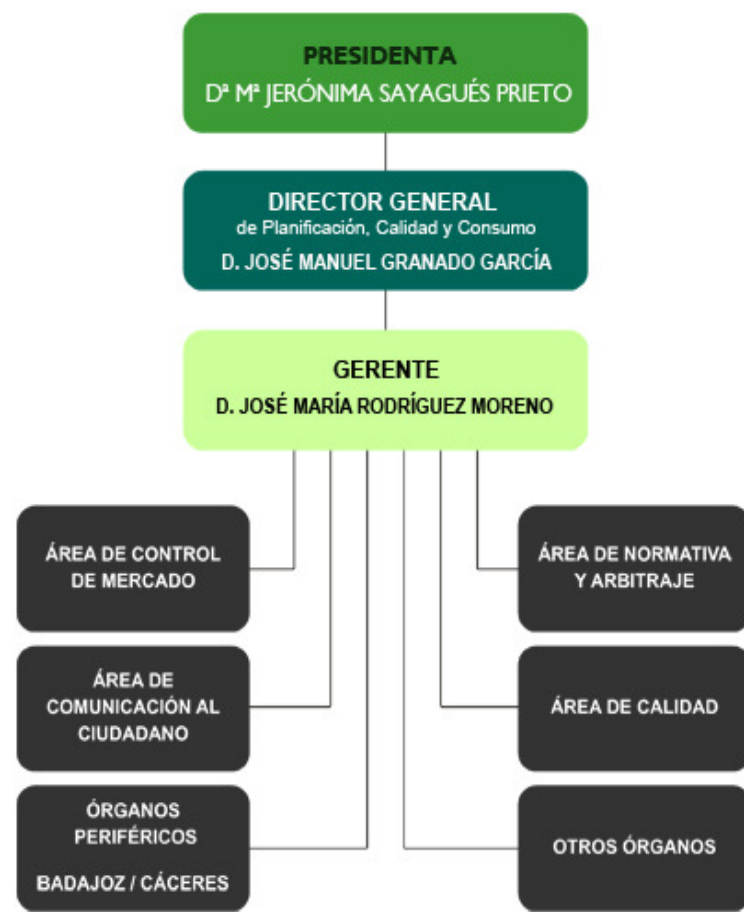 PRESIDENTA
Dª Mª JERÓNIMA SAYAGUÉS PRIETO
DIRECTOR GENERAL
de Planificación, Calidad y Consumo
D. JOSÉ MANUEL GRANADO GARCÍA
GERENTE
D. JOSÉ MARÍA RODRÍGUEZ MORENO
ÁREA DE CONTROL
DE MERCADO
ÁREA DE NORMATIVA
Y ARBITRAJE
ÁREA DE
COMUNICACIÓN AL
CIUDADANO
ÁREA DE CALIDAD
ÓRGANOS
PERIFÉRICOS
BADAJOZ / CÁCERES
OTROS ÓRGANOS